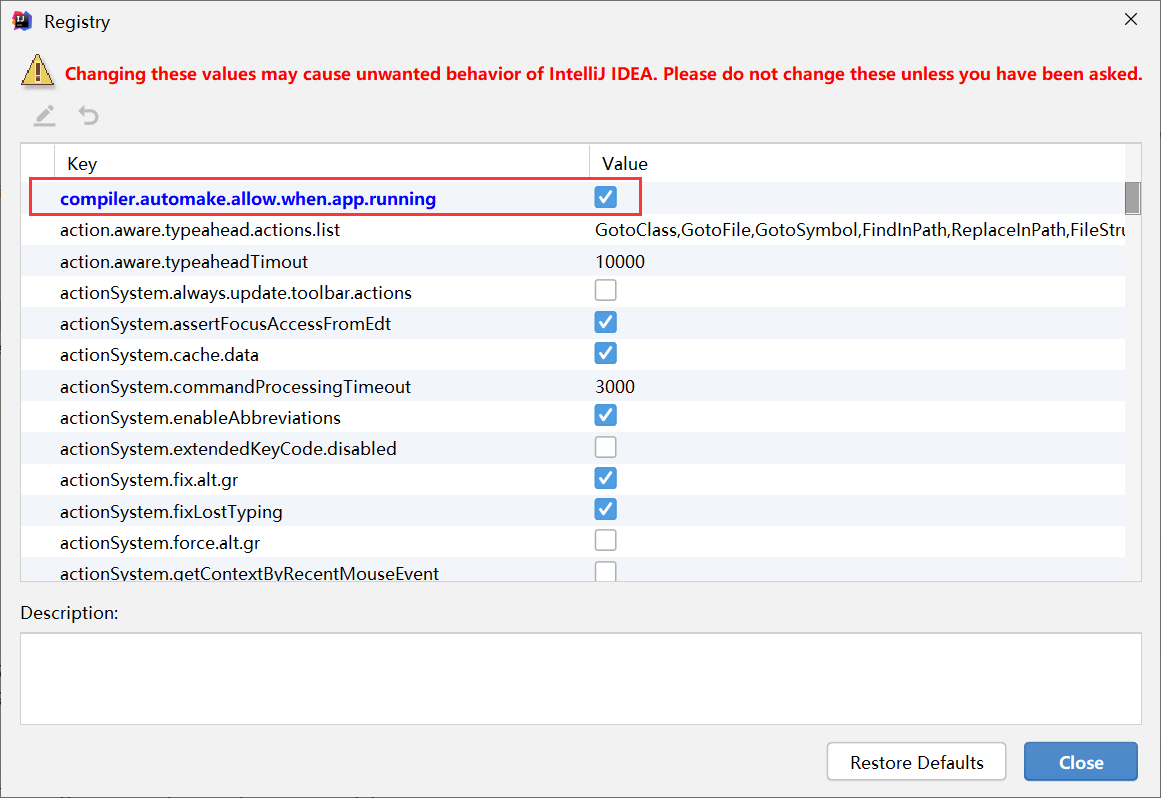 Registry
Changing these values may cause unwanted behavior of IntelliJ IDEA. Please do not change these unless you have been asked.
Key Value
compiler.automake.allow.when.app.running
action.aware.typeahead.actions.list GotoClass,GotoFile,GotoSymbol,FindInPath,ReplaceInPath,FileStru
action.aware.typeaheadTimout 10000
actionSystem.always.update.toolbar.actions
actionSystem.assertFocusAccessFromEdt
actionSystem.cache.data
actionSystem.commandProcessingTimeout 3000
actionSystem.enableAbbreviations
actionSystem.extendedKeyCode.disabled
actionSystem.fix.alt.gr
actionSystem.fixLostTyping
actionSystem.force.alt.gr
actionSystem.getContextByRecentMouseEvent
Description:
Restore Defaults Close